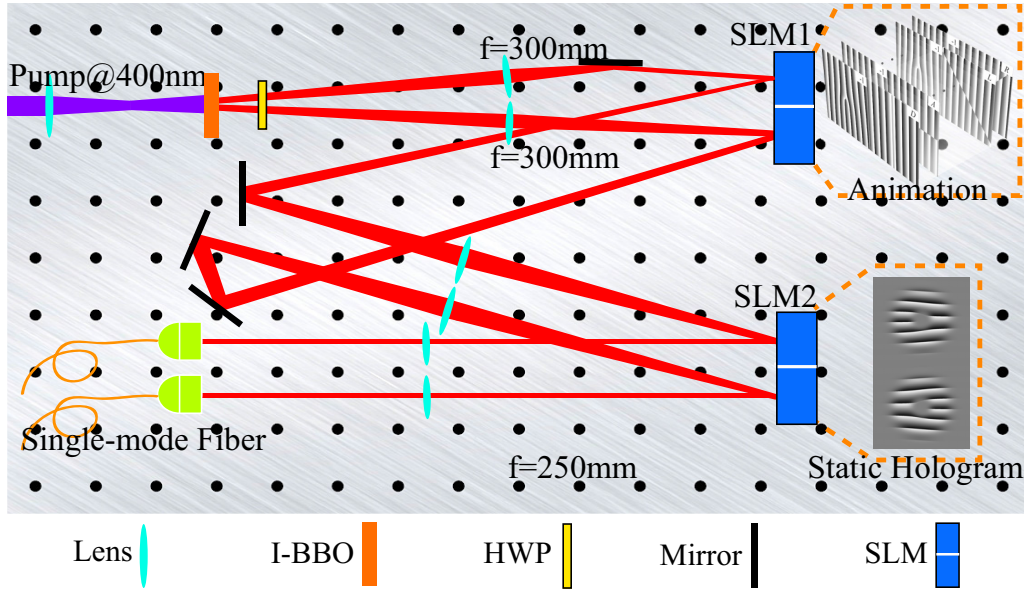 f=300mm
SLM1
Pump@400nm
f=300mm
Animation
SLM2
Single-mode Fiber
f=250mm
Static Hologram
Lens
I-BBO
HWP
Mirror
SLM